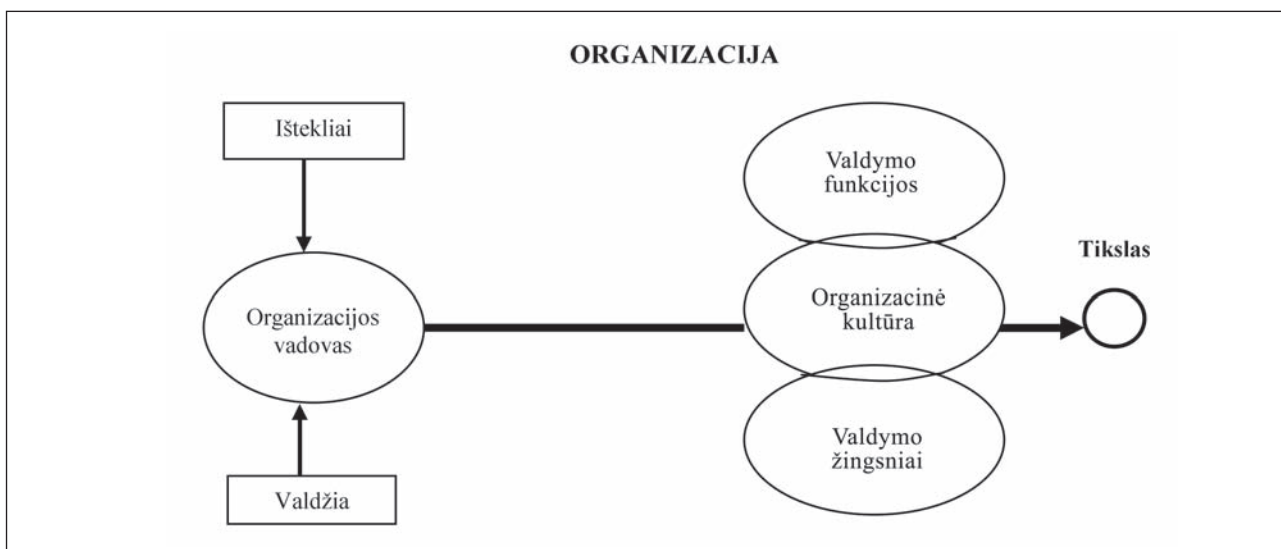 ORGANIZACIJA
Ištekliai
Organizacijos
vadovas
Valdžia
Valdymo
funkcijos
Organizacinė
kultūra
Valdymo
žingsniai
Tikslas